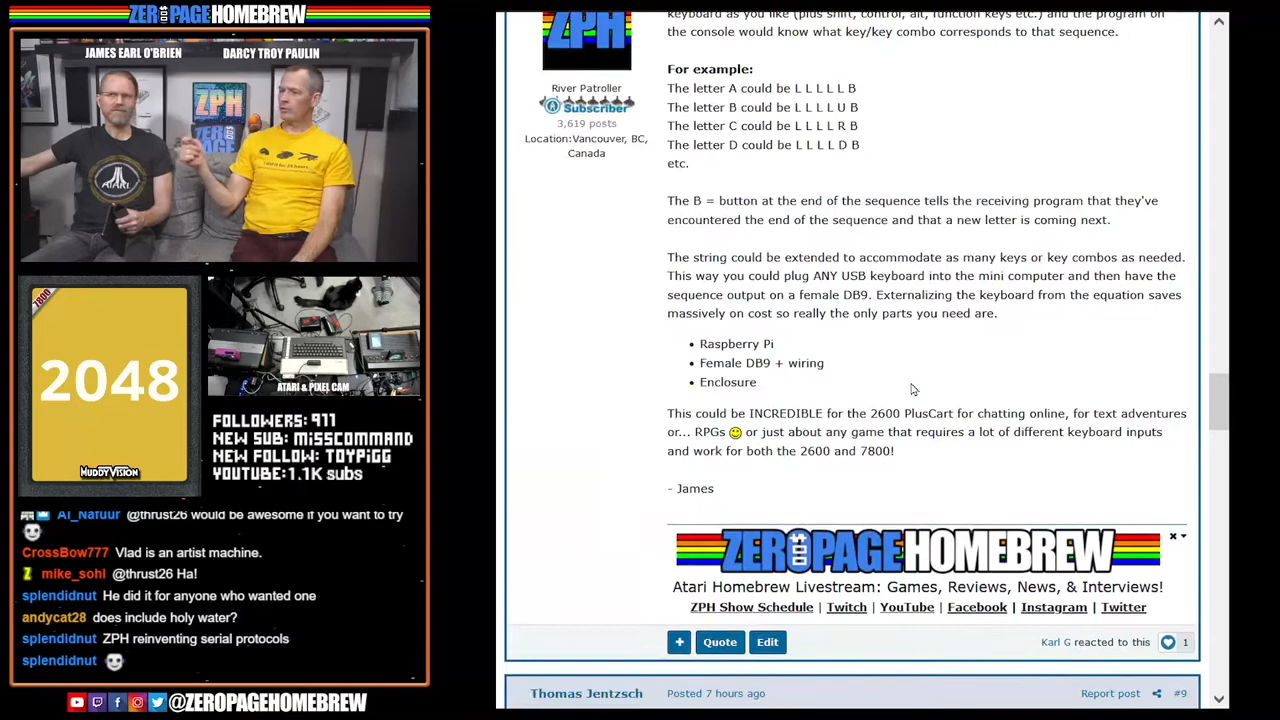 ZEROPAGEHOMEBREW
JAMES EARL O'BRIEN
DARCY TROY PAULIN
ZPH
ATARI
7800
2048
MUDDYVISION
ATARI & PIXEL CAM
FOLLOWERS: 911
NEW SUB: MISSCOMMAND
NEW FOLLOW: TOYPIGG
YOUTUBE: 1.1K subs
Al_Nafuur @thrust26 would be awesome if you want to try
CrossBow777 Vlad is an artist machine.
mike_sohl @thrust26 Ha!
splendidnut He did it for anyone who wanted one
andycat28 does include holy water?
splendidnut ZPH reinventing serial protocols
splendidnut
@ZEROPAGEHOMEBREW
ZPH
River Patroller
Subscriber
3,619 posts
Location:Vancouver, BC,
Canada
keyboard as you like (plus shift, control, alt, function keys etc.) and the program on
the console would know what key/key combo corresponds to that sequence.
For example:
The letter A could be L L L L L B
The letter B could be L L L L U B
The letter C could be L L L L R B
The letter D could be L L L L D B
etc.
The B = button at the end of the sequence tells the receiving program that they've
encountered the end of the sequence and that a new letter is coming next.
The string could be extended to accommodate as many keys or key combos as needed.
This way you could plug ANY USB keyboard into the mini computer and then have the
sequence output on a female DB9. Externalizing the keyboard from the equation saves
massively on cost so really the only parts you need are.
• Raspberry Pi
• Female DB9 + wiring
• Enclosure
This could be INCREDIBLE for the 2600 PlusCart for chatting online, for text adventures
or... RPGs or just about any game that requires a lot of different keyboard inputs
and work for both the 2600 and 7800!
- James
ZEROPAGEHOMEBREW
Atari Homebrew Livestream: Games, Reviews, News, & Interviews!
ZPH Show Schedule | Twitch | YouTube | Facebook | Instagram | Twitter
+ Quote Edit
Karl G reacted to this 1
Thomas Jentzsch
Posted 7 hours ago
Report post #9